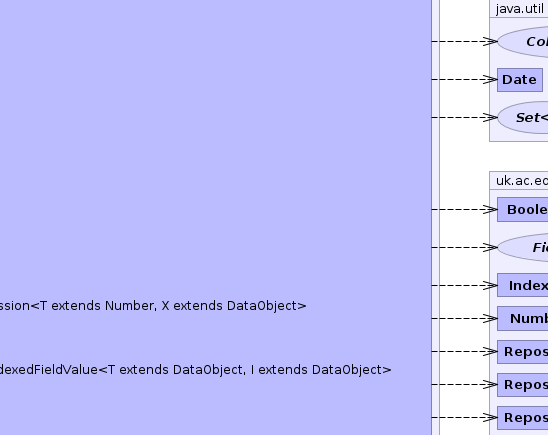 java.util
Col
Date
Set<
uk.ac.ed
Boole
Fi
Index
ssion<T extends Number, X extends DataObject>
Numb
Repos
dexedFieldValue<T extends DataObject, I extends DataObject>
Repos
Repos